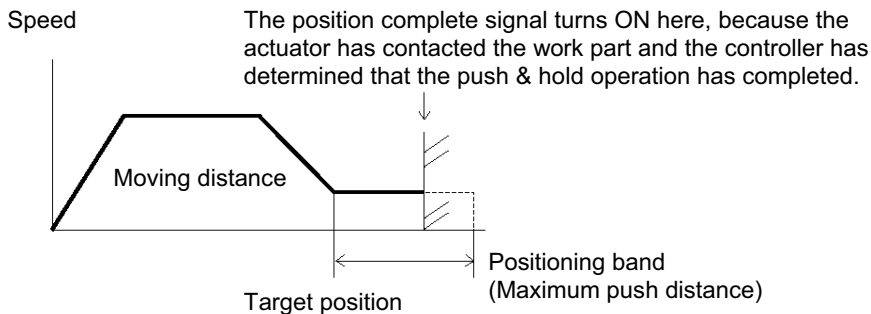 Speed
The position complete signal turns ON here, because the
actuator has contacted the work part and the controller has
determined that the push & hold operation has completed.
Moving distance
Positioning band
(Maximum push distance)
Target position